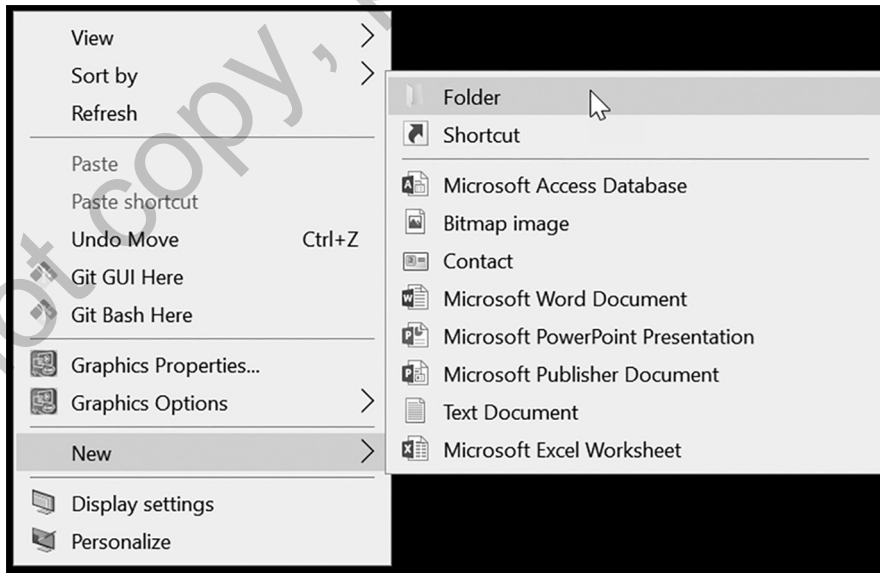 View
Sort by
Refresh
Paste
Paste shortcut
Undo Move Ctrl+Z
Git GUI Here
Git Bash Here
Graphics Properties...
Graphics Options
New
Display settings
Personalize
Folder
Shortcut
Microsoft Access Database
Bitmap image
Contact
Microsoft Word Document
Microsoft PowerPoint Presentation
Microsoft Publisher Document
Text Document
Microsoft Excel Worksheet
not copy,